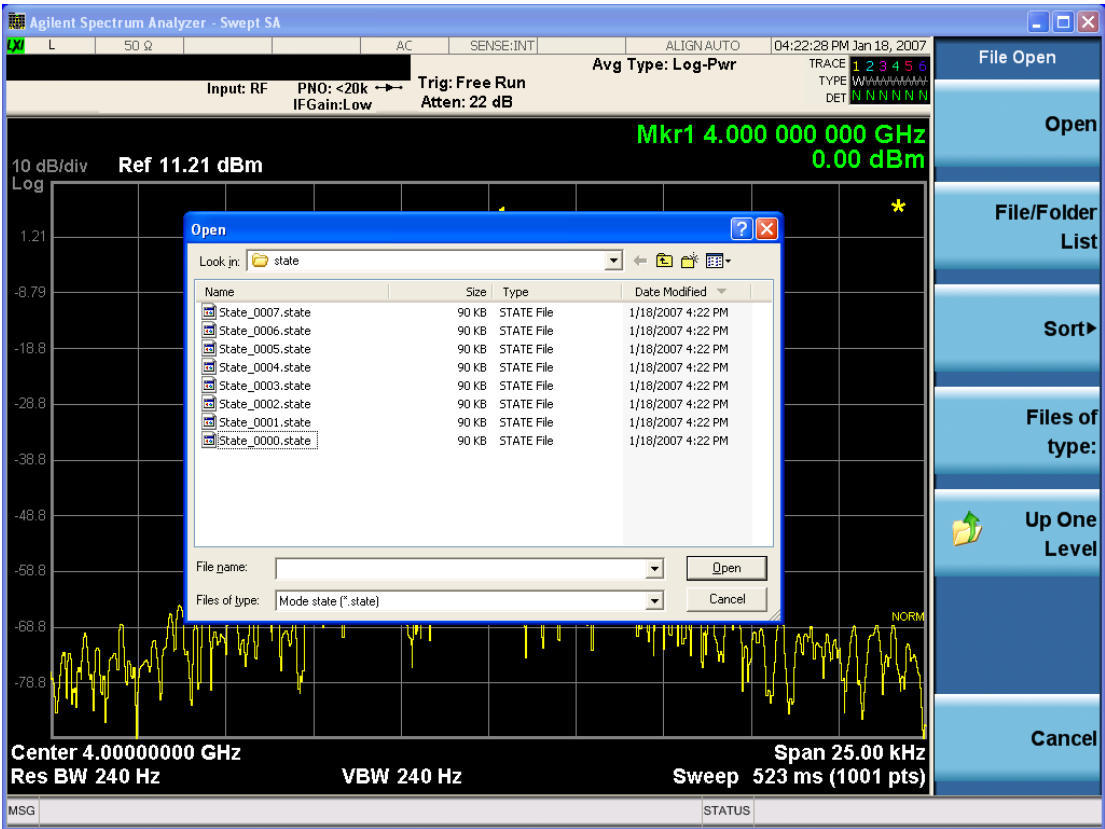 Agilent Spectrum Analyzer - Swept SA
LXI L 50 Ω AC SENSE:INT ALIGNAUTO 04:22:28 PM Jan 18, 2007
Input: RF PNO: <20k Trig: Free Run Avg Type: Log-Pwr TRACE 1 2 3 4 5 6
IFGain:Low Atten: 22 dB TYPE WWWWWW
DET N N N N N N
Mkr1 4.000 000 000 GHz
0.00 dBm
10 dB/div Ref 11.21 dBm
Log
1
*
1.21
-8.79
-18.8
-28.8
-38.8
-48.8
-58.8
-68.8
-78.8
NORM
Open
Look in: state
Name Size Type Date Modified
State_0007.state 90 KB STATE File 1/18/2007 4:22 PM
State_0006.state 90 KB STATE File 1/18/2007 4:22 PM
State_0005.state 90 KB STATE File 1/18/2007 4:22 PM
State_0004.state 90 KB STATE File 1/18/2007 4:22 PM
State_0003.state 90 KB STATE File 1/18/2007 4:22 PM
State_0002.state 90 KB STATE File 1/18/2007 4:22 PM
State_0001.state 90 KB STATE File 1/18/2007 4:22 PM
State_0000.state 90 KB STATE File 1/18/2007 4:22 PM
File name: Open
Files of type: Mode state (*.state) Cancel
Center 4.00000000 GHz Span 25.00 kHz
Res BW 240 Hz VBW 240 Hz Sweep 523 ms (1001 pts)
MSG STATUS
File Open
Open
File/Folder
List
Sort
Files of
type:
Up One
Level
Cancel